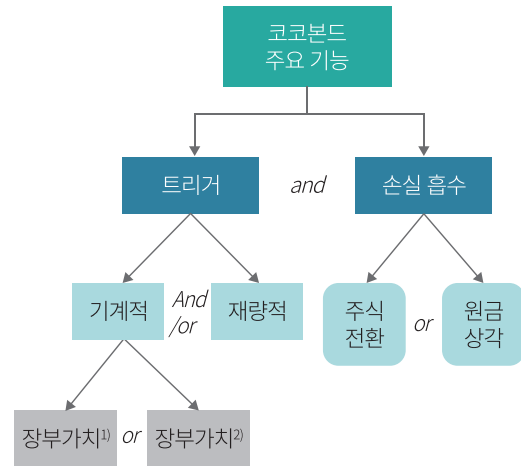 코코본드
주요 기능
트리거 and 손실 흡수
기계적 And /or 재량적
주식 전환 or 원금 상각
장부가치1) or 장부가치2)